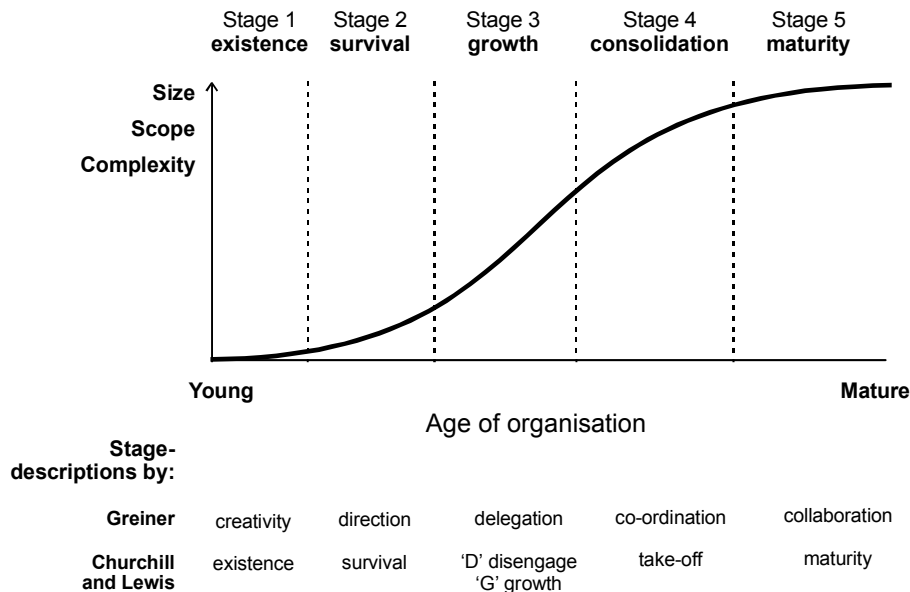 Stage 1 Stage 2 Stage 3 Stage 4 Stage 5
existence survival growth consolidation maturity
Size
Scope
Complexity
Young Mature
Age of organisation
Stage-
descriptions by:
Greiner creativity direction delegation co-ordination collaboration
Churchill existence survival ‘D’ disengage take-off maturity
and Lewis ‘G’ growth